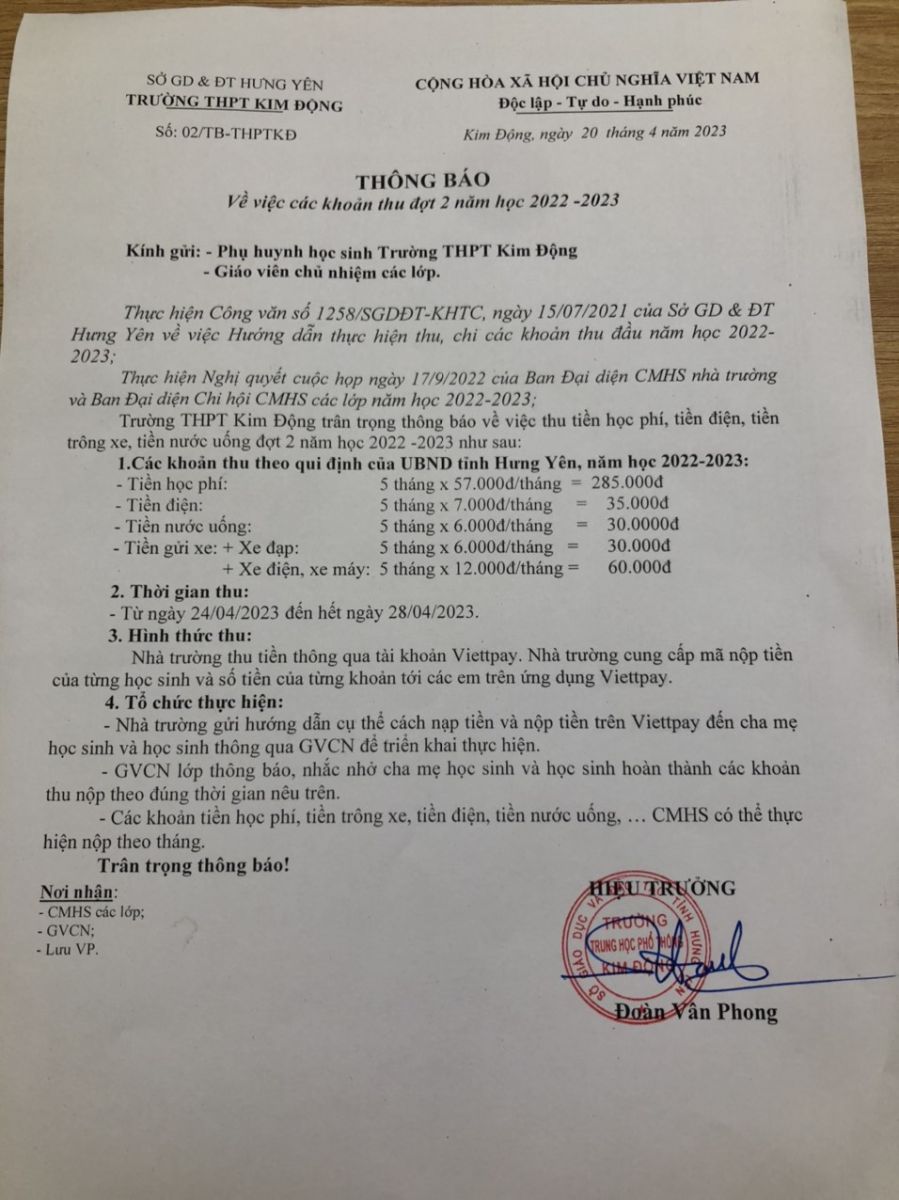 SỞ GD & ĐT HƯNG YÊN
TRƯỜNG THPT KIM ĐỘNG
Số: 02/TB-THPTKĐ
CỘNG HÒA XÃ HỘI CHỦ NGHĨA VIỆT NAM
Độc lập - Tự do - Hạnh phúc
Kim Động, ngày 20 tháng 4 năm 2023
THÔNG BÁO
Về việc các khoản thu đợt 2 năm học 2022 -2023
Kính gửi: - Phụ huynh học sinh Trường THPT Kim Động
- Giáo viên chủ nhiệm các lớp.
Thực hiện Công văn số 1258/SGDĐT-KHTC, ngày 15/07/2021 của Sở GD & ĐT
Hưng Yên về việc Hướng dẫn thực hiện thu, chi các khoản thu đầu năm học 2022-
2023;
Thực hiện Nghị quyết cuộc họp ngày 17/9/2022 của Ban Đại diện CMHS nhà trường
và Ban Đại diện Chi hội CMHS các lớp năm học 2022-2023;
Trường THPT Kim Động trân trọng thông báo về việc thu tiền học phí, tiền điện, tiền
trông xe, tiền nước uống đợt 2 năm học 2022 -2023 như sau:
1.Các khoản thu theo qui định của UBND tỉnh Hưng Yên, năm học 2022-2023:
- Tiền học phí: 5 tháng x 57.000đ/tháng = 285.000đ
- Tiền điện: 5 tháng x 7.000đ/tháng = 35.000đ
- Tiền nước uống: 5 tháng x 6.000đ/tháng = 30.0000đ
- Tiền gửi xe: + Xe đạp: 5 tháng x 6.000đ/tháng = 30.000đ
+ Xe điện, xe máy: 5 tháng x 12.000đ/tháng = 60.000đ
2. Thời gian thu:
- Từ ngày 24/04/2023 đến hết ngày 28/04/2023.
3. Hình thức thu:
Nhà trường thu tiền thông qua tài khoản Viettpay. Nhà trường cung cấp mã nộp tiền
của từng học sinh và số tiền của từng khoản tới các em trên ứng dụng Viettpay.
4. Tổ chức thực hiện:
- Nhà trường gửi hướng dẫn cụ thể cách nạp tiền và nộp tiền trên Viettpay đến cha mẹ
học sinh và học sinh thông qua GVCN để triển khai thực hiện.
- GVCN lớp thông báo, nhắc nhở cha mẹ học sinh và học sinh hoàn thành các khoản
thu nộp theo đúng thời gian nêu trên.
- Các khoản tiền học phí, tiền trông xe, tiền điện, tiền nước uống, … CMHS có thể thực
hiện nộp theo tháng.
Trân trọng thông báo!
Nơi nhận:
- CMHS các lớp;
- GVCN;
- Lưu VP.
HIỆU TRƯỞNG
TRƯỜNG
TRUNG HỌC PHỔ THÔNG
KIM ĐỘNG
SỞ GIÁO DỤC VÀ TỈNH HƯNG YÊN
Đoàn Vân Phong